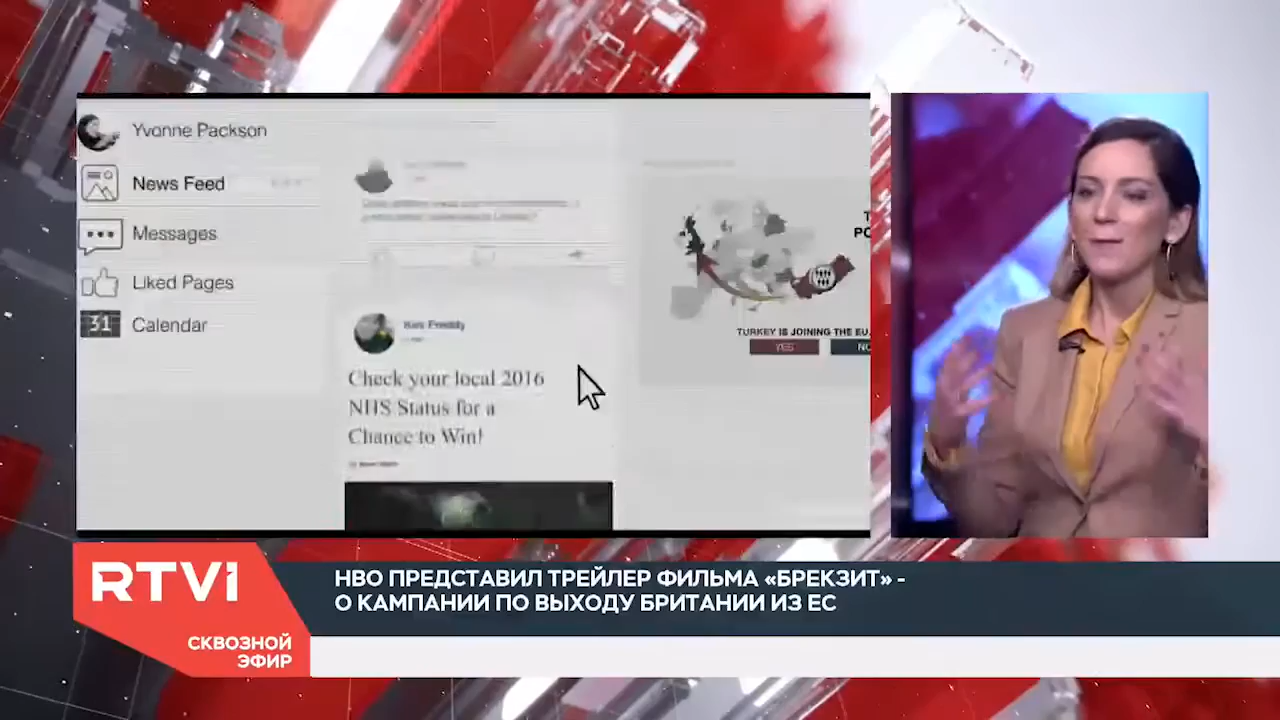 Yvonne Packson
News Feed
Messages
Liked Pages
31
Calendar
Check your local 2016
NHS Status for a
Chance to Win!
TURKEY IS JOINING THE EU.
YES
RTVI
СКВОЗНОЙ
ЭФИР
HBO ПРЕДСТАВИЛ ТРЕЙЛЕР ФИЛЬМА «БРЕКЗИТ» -
О КАМПАНИИ ПО ВЫХОДУ БРИТАНИИ ИЗ ЕС